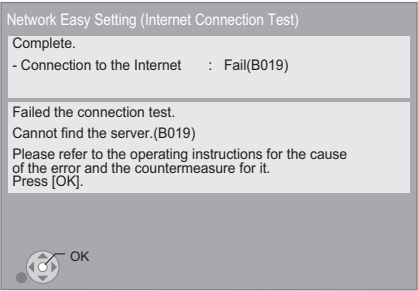 Network Easy Setting (Internet Connection Test)
Complete.
- Connection to the Internet : Fail(B019)
Failed the connection test.
Cannot find the server.(B019)
Please refer to the operating instructions for the cause
of the error and the countermeasure for it.
Press [OK].
OK